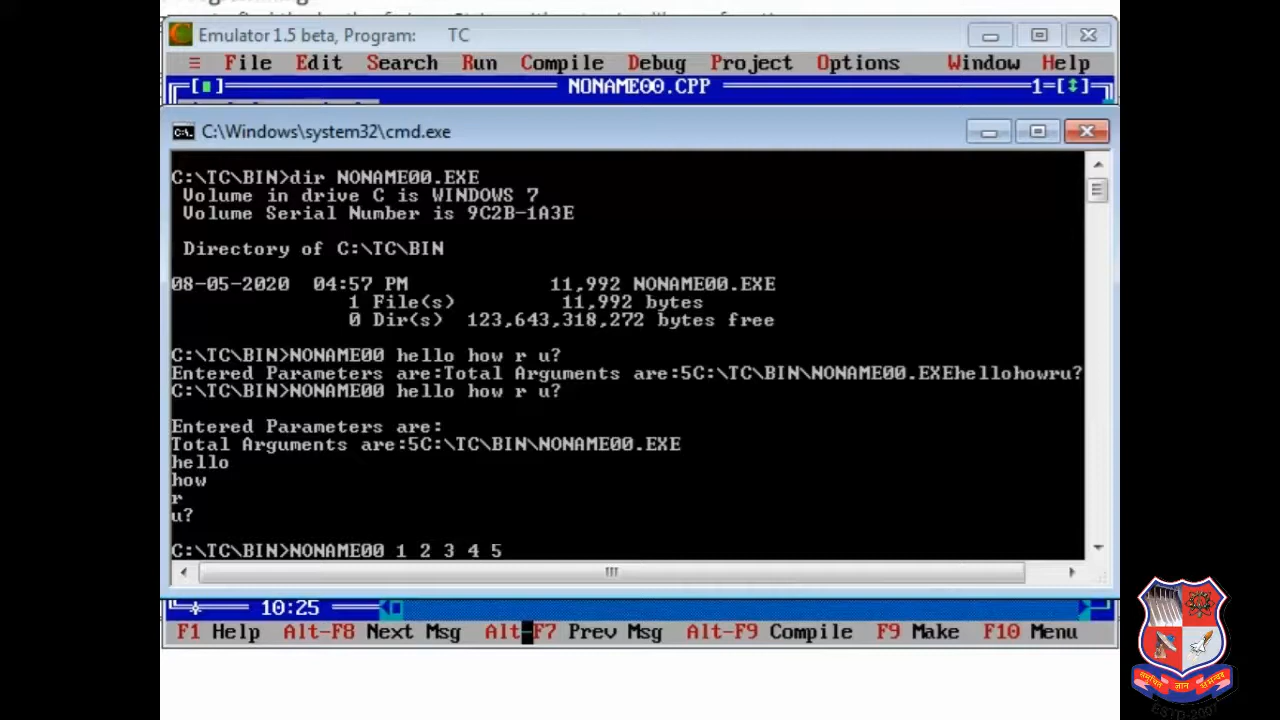 Emulator 1.5 beta, Program: TC
≡ File Edit Search Run Compile Debug Project Options Window Help
[■] NONAME00.CPP 1=[↕]
C:\Windows\system32\cmd.exe
C:\TC\BIN>dir NONAME00.EXE
Volume in drive C is WINDOWS 7
Volume Serial Number is 9C2B-1A3E
Directory of C:\TC\BIN
08-05-2020 04:57 PM 11,992 NONAME00.EXE
1 File(s) 11,992 bytes
0 Dir(s) 123,643,318,272 bytes free
C:\TC\BIN>NONAME00 hello how r u?
Entered Parameters are:Total Arguments are:5C:\TC\BIN\NONAME00.EXEhellohowru?
C:\TC\BIN>NONAME00 hello how r u?
Entered Parameters are:
Total Arguments are:5C:\TC\BIN\NONAME00.EXE
hello
how
r
u?
C:\TC\BIN>NONAME00 1 2 3 4 5
10:25
F1 Help Alt-F8 Next Msg Alt-F7 Prev Msg Alt-F9 Compile F9 Make F10 Menu
ESTD-2007